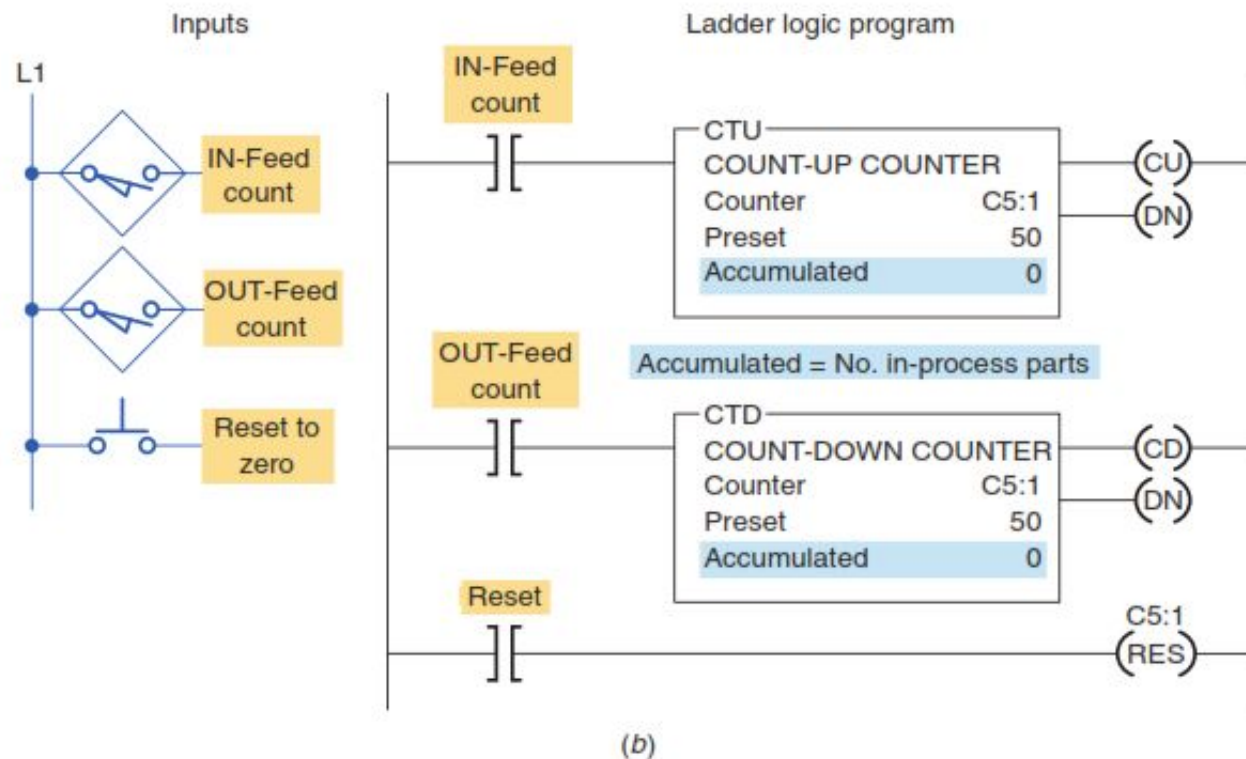 Inputs
L1
IN-Feed
count
OUT-Feed
count
Reset to
zero
Ladder logic program
IN-Feed
count
CTU
COUNT-UP COUNTER
Counter C5:1
Preset 50
Accumulated 0
CU
DN
OUT-Feed
count
Accumulated = No. in-process parts
CTD
COUNT-DOWN COUNTER
Counter C5:1
Preset 50
Accumulated 0
CD
DN
Reset
C5:1
RES
(b)